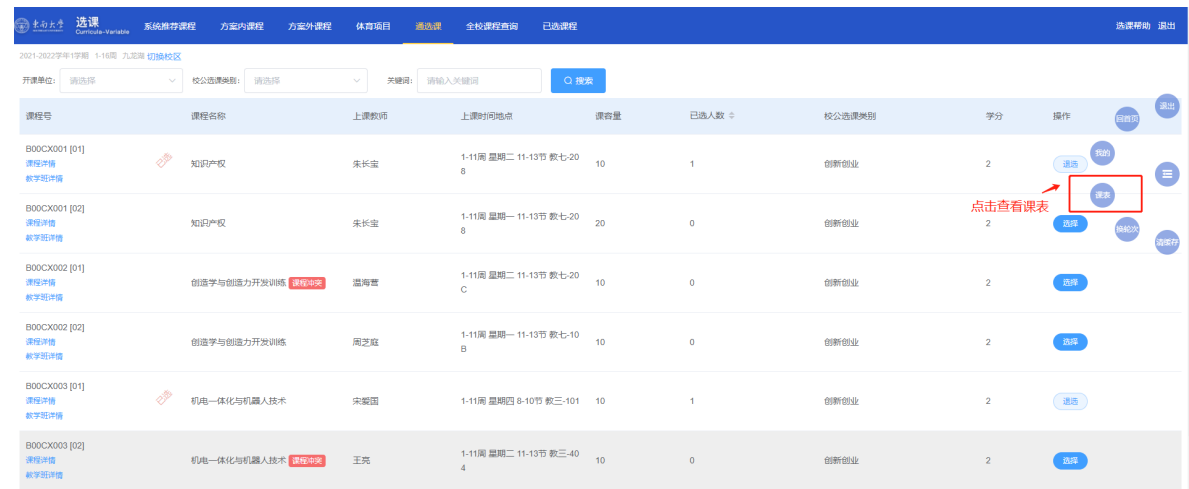 东南大学 选课 系统推荐课程 方案内课程 方案外课程 体育项目 通选课 全校课程查询 已选课程 选课帮助 退出
Curricula-Variable
2021-2022学年1学期 1-16周 九龙湖 切换校区
开课单位: 请选择 校公选课类别: 请选择 关键词: 请输入关键词 搜索
课程号 课程名称 上课教师 上课时间地点 课容量 已选人数 校公选课类别 学分 操作 回首页 退出
B00CX001 [01]
课程详情
教学班详情
已选 知识产权 朱长宝 1-11周 星期二 11-13节 教七-20
8 10 1 创新创业 2 退选 我的
点击查看课表 课表
B00CX001 [02]
课程详情
教学班详情
知识产权 朱长宝 1-11周 星期一 11-13节 教七-20
8 20 0 创新创业 2 选择 换轮次 清缓存
B00CX002 [01]
课程详情
教学班详情
创造学与创造力开发训练 课程冲突 温海营 1-11周 星期二 11-13节 教七-20
C 10 0 创新创业 2 选择
B00CX002 [02]
课程详情
教学班详情
创造学与创造力开发训练 周芝庭 1-11周 星期一 11-13节 教七-10
B 10 0 创新创业 2 选择
B00CX003 [01]
课程详情
教学班详情
已选 机电一体化与机器人技术 宋爱国 1-11周 星期四 8-10节 教三-101 10 1 创新创业 2 退选
B00CX003 [02]
课程详情
教学班详情
机电一体化与机器人技术 课程冲突 王亮 1-11周 星期二 11-13节 教三-40
4 10 0 创新创业 2 选择